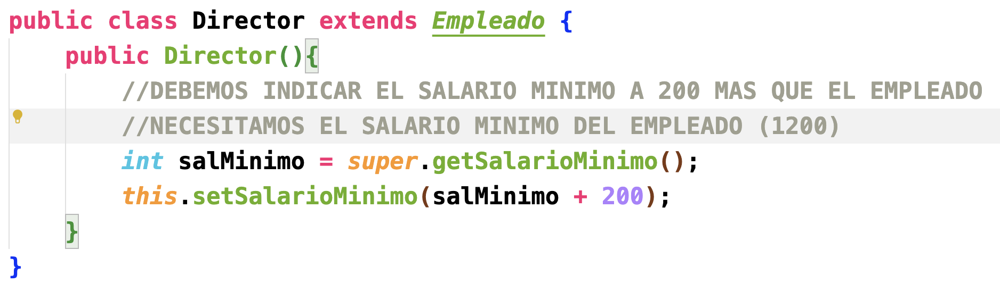 public class Director extends Empleado {
public Director(){
//DEBEMOS INDICAR EL SALARIO MINIMO A 200 MAS QUE EL EMPLEADO
//NECESITAMOS EL SALARIO MINIMO DEL EMPLEADO (1200)
int salMinimo = super.getSalarioMinimo();
this.setSalarioMinimo(salMinimo + 200);
}
}